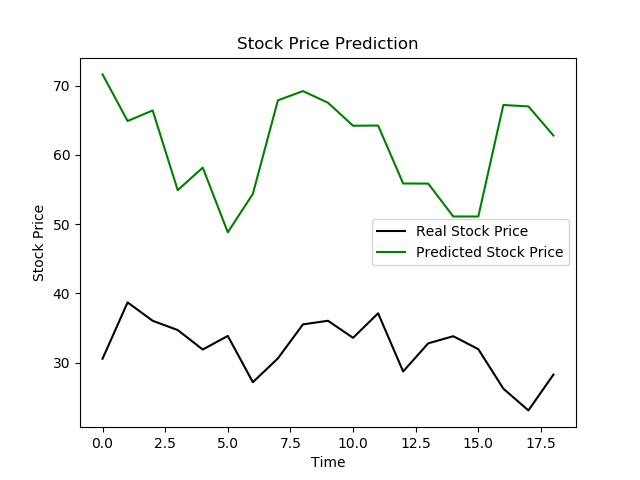 Stock Price Prediction
70
60
50
40
30
Stock Price
Real Stock Price
Predicted Stock Price
0.0 2.5 5.0 7.5 10.0 12.5 15.0 17.5
Time